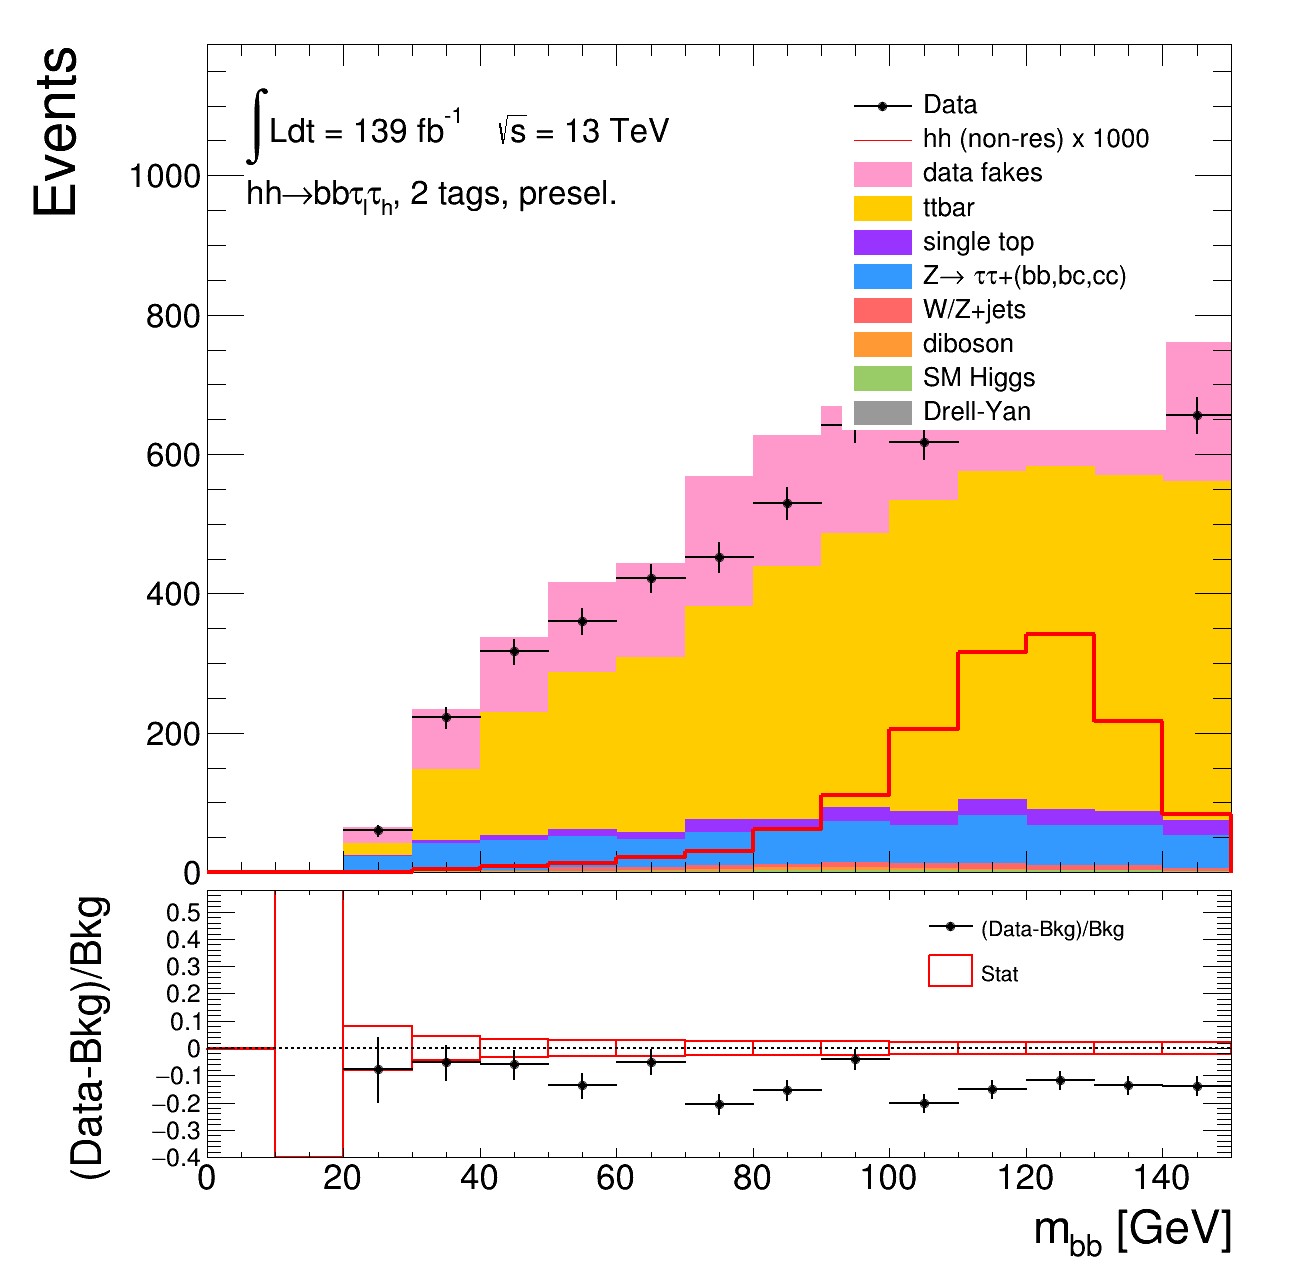 Events
∫Ldt = 139 fb⁻¹ √s = 13 TeV
hh→bbτₗτₕ, 2 tags, presel.
Data
hh (non-res) x 1000
data fakes
ttbar
single top
Z→ ττ+(bb,bc,cc)
W/Z+jets
diboson
SM Higgs
Drell-Yan
1000
800
600
400
200
0
(Data-Bkg)/Bkg
(Data-Bkg)/Bkg
Stat
0.5
0.4
0.3
0.2
0.1
0
−0.1
−0.2
−0.3
−0.4
0 20 40 60 80 100 120 140
m_bb [GeV]